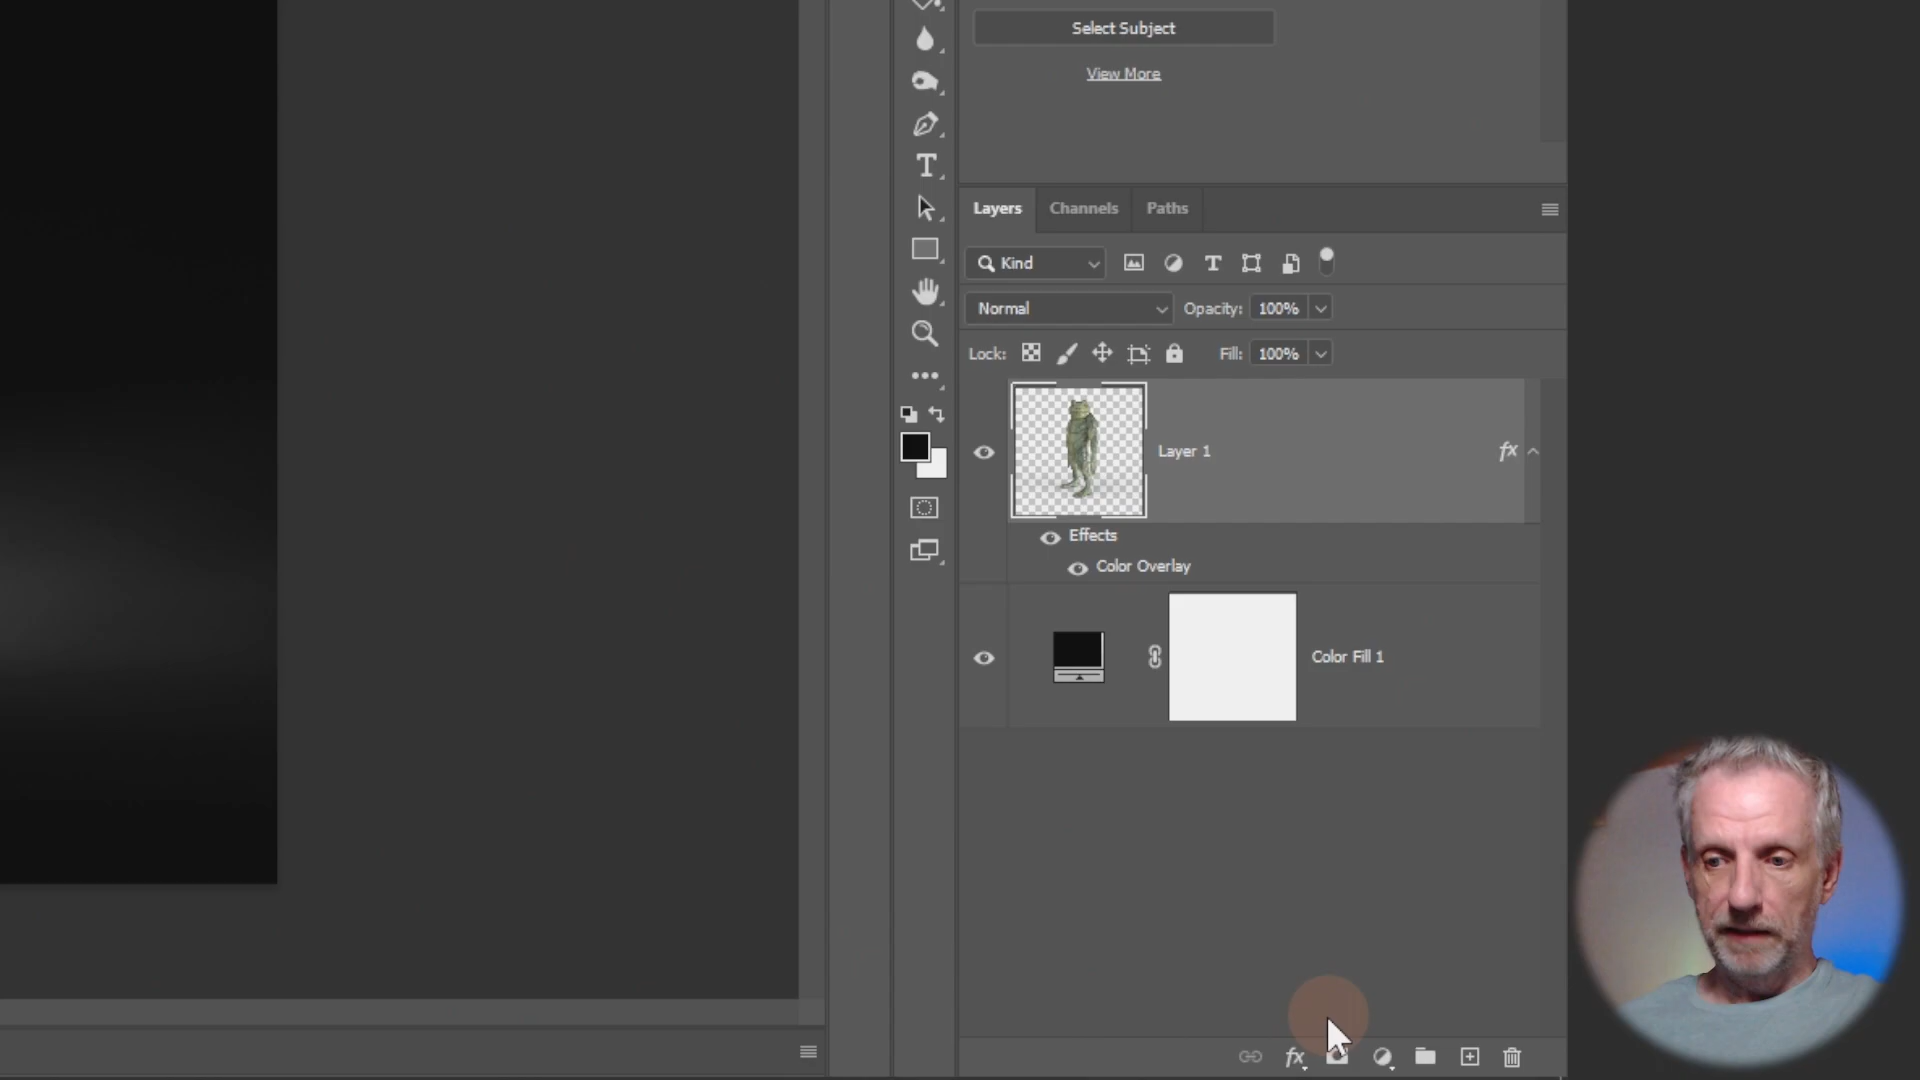 Select Subject
View More
Layers Channels Paths
Kind
Normal Opacity: 100%
Lock: Fill: 100%
Layer 1 fx
Effects
Color Overlay
Color Fill 1
fx